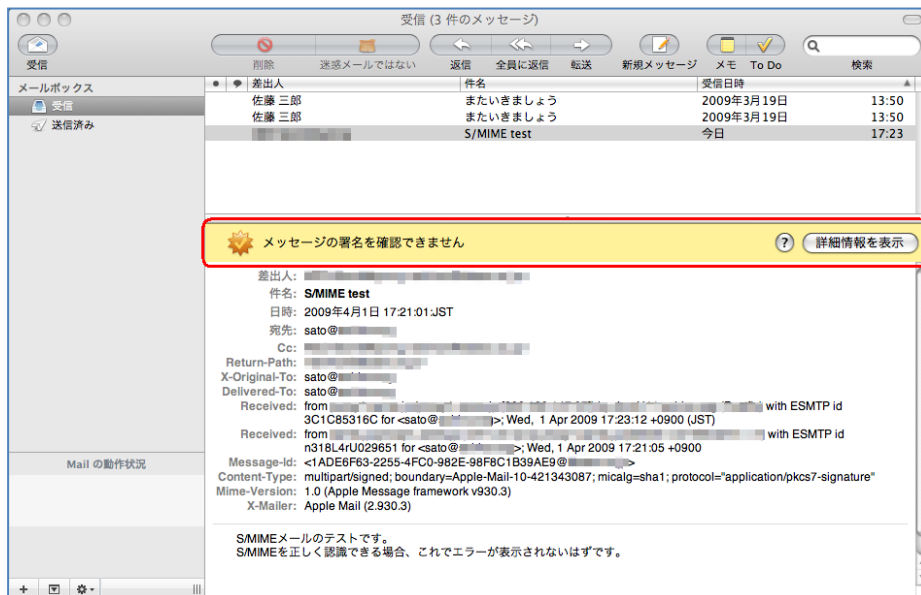 受信 (3 件のメッセージ)
受信 削除 迷惑メールではない 返信 全員に返信 転送 新規メッセージ メモ To Do 検索
メールボックス
受信
送信済み
差出人 件名 受信日時
佐藤 三郎 またいきましょう 2009年3月19日 13:50
佐藤 三郎 またいきましょう 2009年3月19日 13:50
S/MIME test 今日 17:23
メッセージの署名を確認できません ? 詳細情報を表示
差出人:
件名: S/MIME test
日時: 2009年4月1日 17:21:01:JST
宛先: sato@
Cc:
Return-Path:
X-Original-To: sato@
Delivered-To: sato@
Received: from with ESMTP id
3C1C85316C for <sato@ >; Wed, 1 Apr 2009 17:23:12 +0900 (JST)
Received: from with ESMTP id
n318L4rU029651 for <sato@ >; Wed, 1 Apr 2009 17:21:05 +0900
Message-Id: <1ADE6F63-2255-4FC0-982E-98F8C1B39AE9@ >
Content-Type: multipart/signed; boundary=Apple-Mail-10-421343087; micalg=sha1; protocol="application/pkcs7-signature"
Mime-Version: 1.0 (Apple Message framework v930.3)
X-Mailer: Apple Mail (2.930.3)
S/MIMEメールのテストです。
S/MIMEを正しく認識できる場合、これでエラーが表示されないはずです。
Mail の動作状況